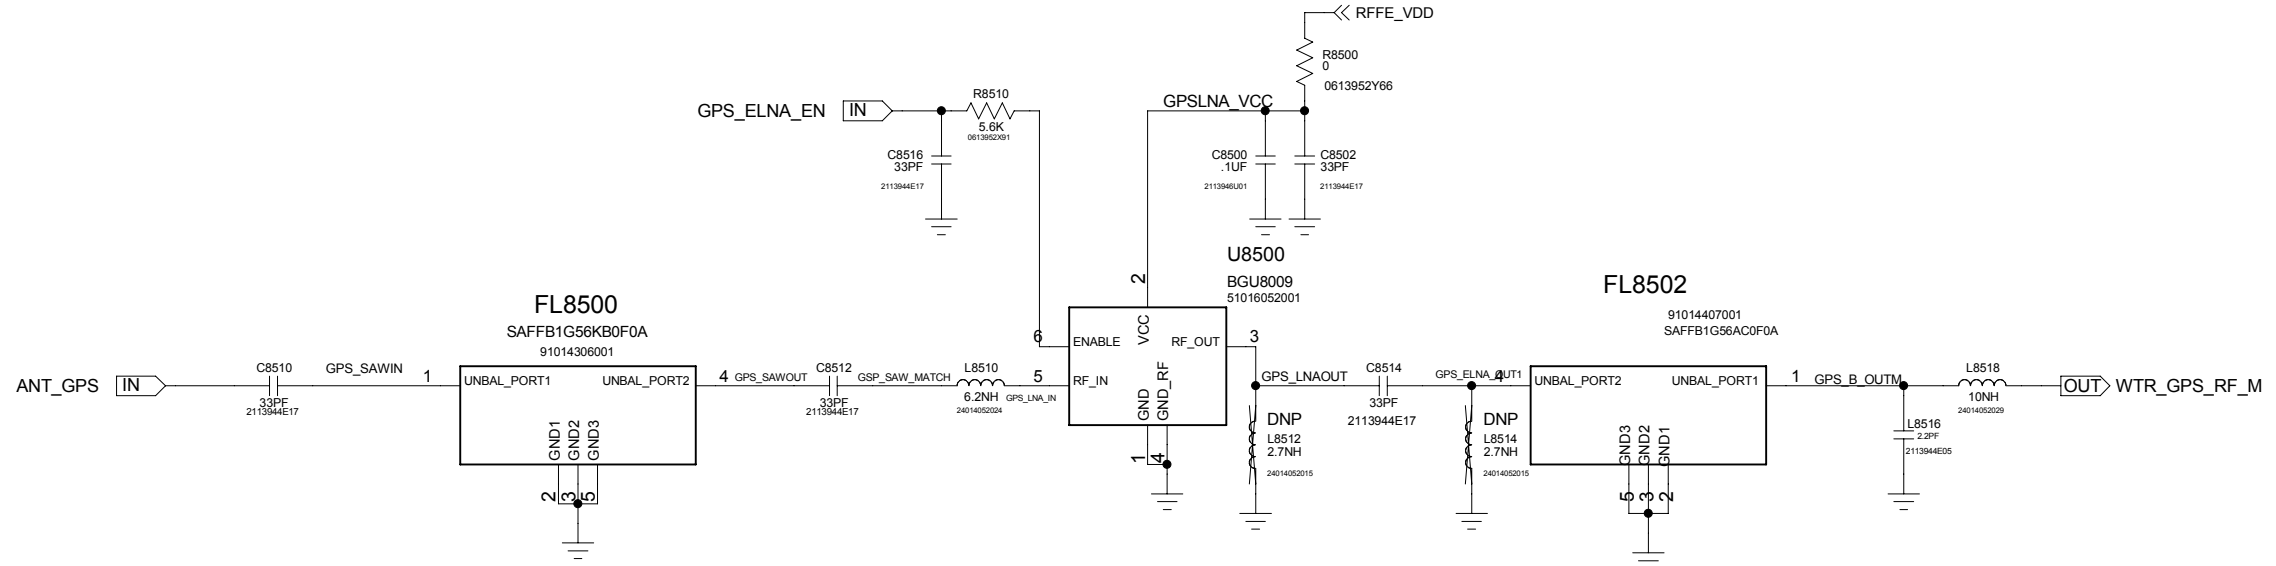 RFFE_VDD
R8500
0
0613952Y66
GPS_ELNA_EN
IN
R8510
5.6K
0613952X91
GPSLNA_VCC
C8516
33PF
2113944E17
C8500
.1UF
2113946U01
C8502
33PF
2113944E17
U8500
BGU8009
51016052001
FL8500
SAFFB1G56KB0F0A
91014306001
FL8502
91014407001
SAFFB1G56AC0F0A
2
6
ENABLE
VCC
RF_OUT
3
ANT_GPS
IN
C8510
33PF
2113944E17
GPS_SAWIN
1
UNBAL_PORT1
UNBAL_PORT2
GND1
GND2
GND3
2
3
5
4
GPS_SAWOUT
C8512
33PF
2113944E17
GSP_SAW_MATCH
L8510
6.2NH
24014052024
5
GPS_LNA_IN
RF_IN
GND
GND_RF
1
4
GPS_LNAOUT
DNP
L8512
2.7NH
24014052015
C8514
33PF
2113944E17
GPS_ELNA_OUT1
4
DNP
L8514
2.7NH
24014052015
UNBAL_PORT2
UNBAL_PORT1
GND3
GND2
GND1
5
3
2
1
GPS_B_OUTM
L8516
2.2PF
2113944E05
L8518
10NH
24014052029
OUT
WTR_GPS_RF_M